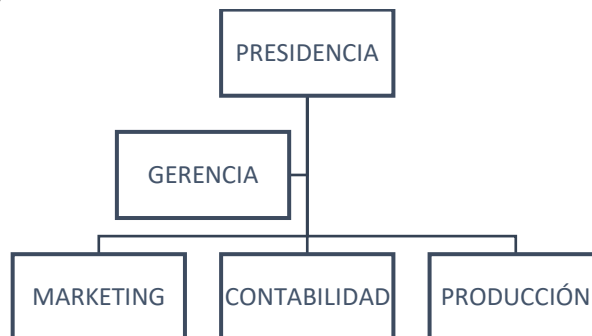 PRESIDENCIA
GERENCIA
MARKETING
CONTABILIDAD
PRODUCCIÓN